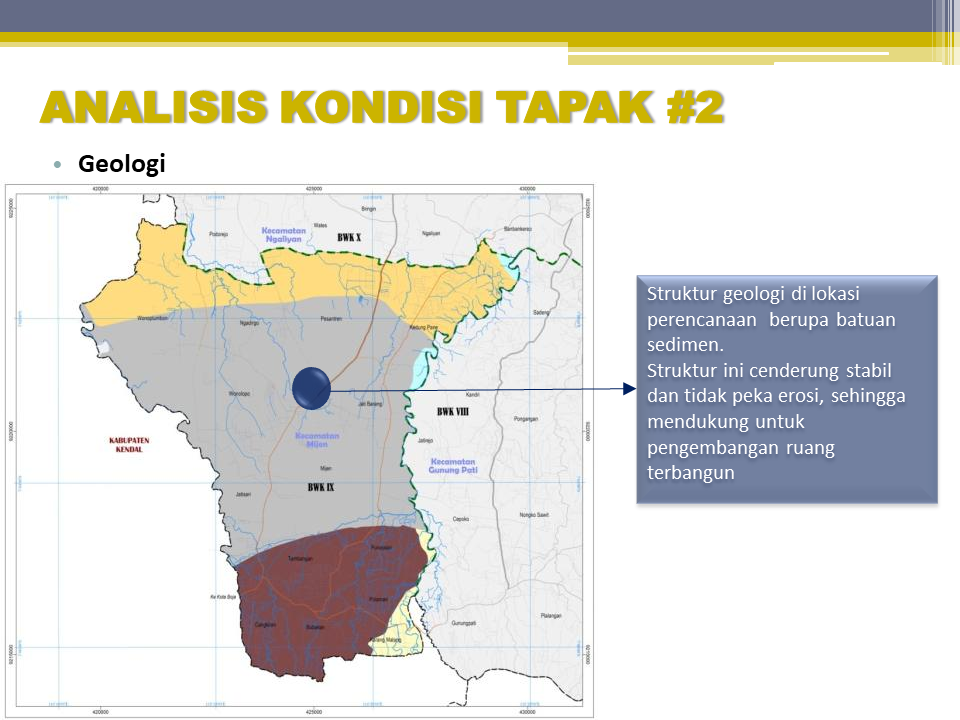 ANALISIS KONDISI TAPAK #2
• Geologi
420000 425000 430000
Bringin
Podorejo
Kecamatan
Ngaliyan
Wates
BWK X
Ngaliyan
Bambankerep
Wonoplumbon
Ngadirgo
Pesantren
Kedung Pane
Sadeng
Wonolopo
Jati Barang
Kandri
BWK VIII
Pongangan
KABUPATEN
KENDAL
Kecamatan
Mijen
Jatirejo
Mijen
Kecamatan
Gunung Pati
BWK IX
Jatisari
Cepoko
Nongko Sawit
Tambangan
Ke Kota Boja
Cangkiran
Bubakan
Karang Malang
Gunungpati
Plalangan
420000 425000 430000
Struktur geologi di lokasi
perencanaan berupa batuan
sedimen.
Struktur ini cenderung stabil
dan tidak peka erosi, sehingga
mendukung untuk
pengembangan ruang
terbangun